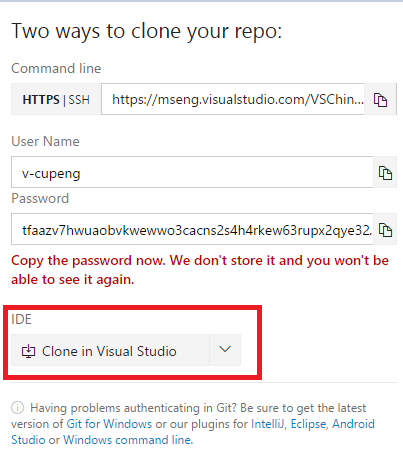 Two ways to clone your repo:
Command line
HTTPS | SSH https://mseng.visualstudio.com/VSChin...
User Name
v-cupeng
Password
tfaazv7hwuaobvkwewwo3cacns2s4h4rkew63rupx2qye32.
Copy the password now. We don't store it and you won't be
able to see it again.
IDE
Clone in Visual Studio
Having problems authenticating in Git? Be sure to get the latest
version of Git for Windows or our plugins for IntelliJ, Eclipse, Android
Studio or Windows command line.